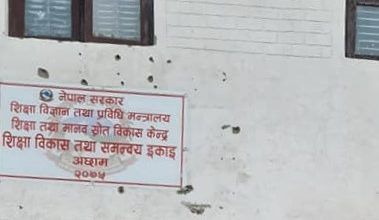 नेपाल सरकार
शिक्षा विज्ञान तथा प्रविधि मन्त्रालय
शिक्षा तथा मानव स्रोत विकास केन्द्र
शिक्षा विकास तथा समन्वय इकाइ
अछाम
२०७५